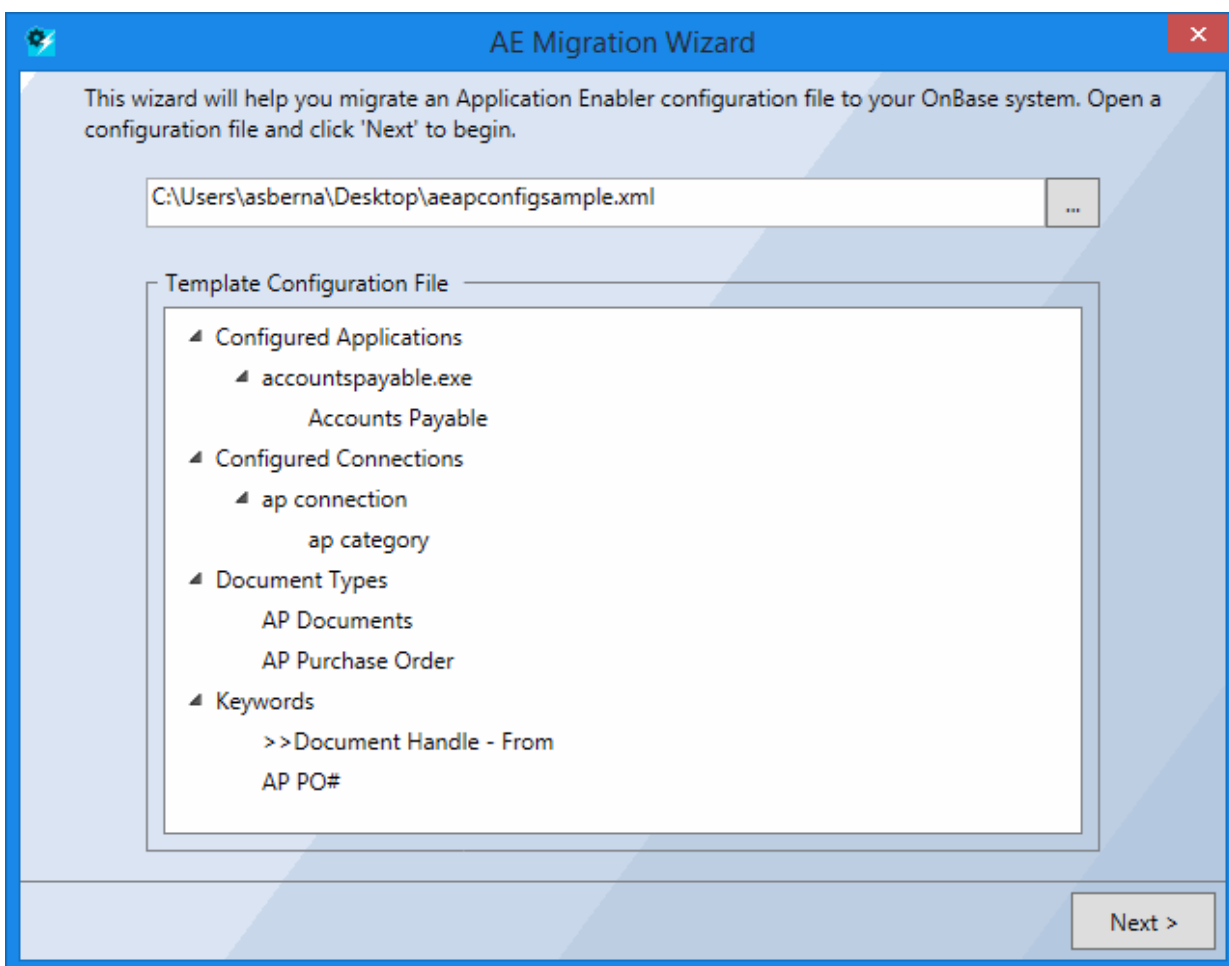 AE Migration Wizard
This wizard will help you migrate an Application Enabler configuration file to your OnBase system. Open a
configuration file and click 'Next' to begin.
C:\Users\asberna\Desktop\aeapconfigsample.xml
...
Template Configuration File
Configured Applications
accountspayable.exe
Accounts Payable
Configured Connections
ap connection
ap category
Document Types
AP Documents
AP Purchase Order
Keywords
>>Document Handle - From
AP PO#
Next >